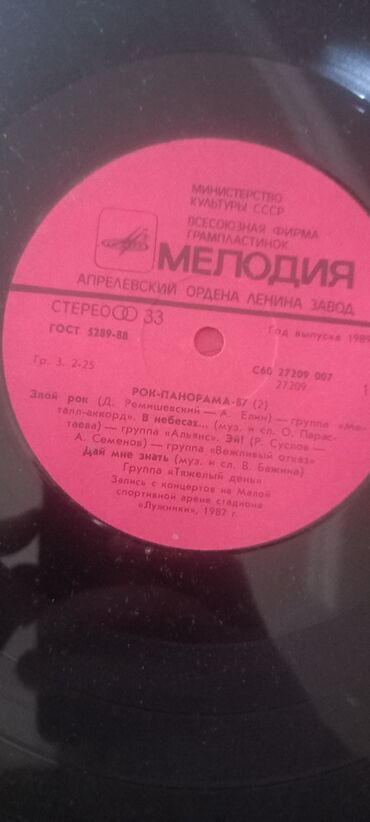 МИНИСТЕРСТВО
КУЛЬТУРЫ СССР
ВСЕСОЮЗНАЯ ФИРМА
ГРАМПЛАСТИНОК
МЕЛОДИЯ
АПРЕЛЕВСКИЙ ОРДЕНА ЛЕНИНА ЗАВОД
СТЕРЕО 33
Год выпуска 1989
ГОСТ 5289-88
С60 27209 007
Гр. 3. 2-25
27209
1
РОК-ПАНОРАМА-87 (2)
Злой рок (Д. Ремишевский — А. Елин) — группа «Ме-
талл-аккорд». В небесах... (муз. и сл. О. Парас-
таева) — группа «Альянс». Эй! (Р. Суслов —
А. Семенов) — группа «Вежливый отказ»
Дай мне знать (муз. и сл. В. Бажина)
Группа «Тяжелый день»
Запись с концертов на Малой
спортивной арене стадиона
«Лужники», 1987 г.